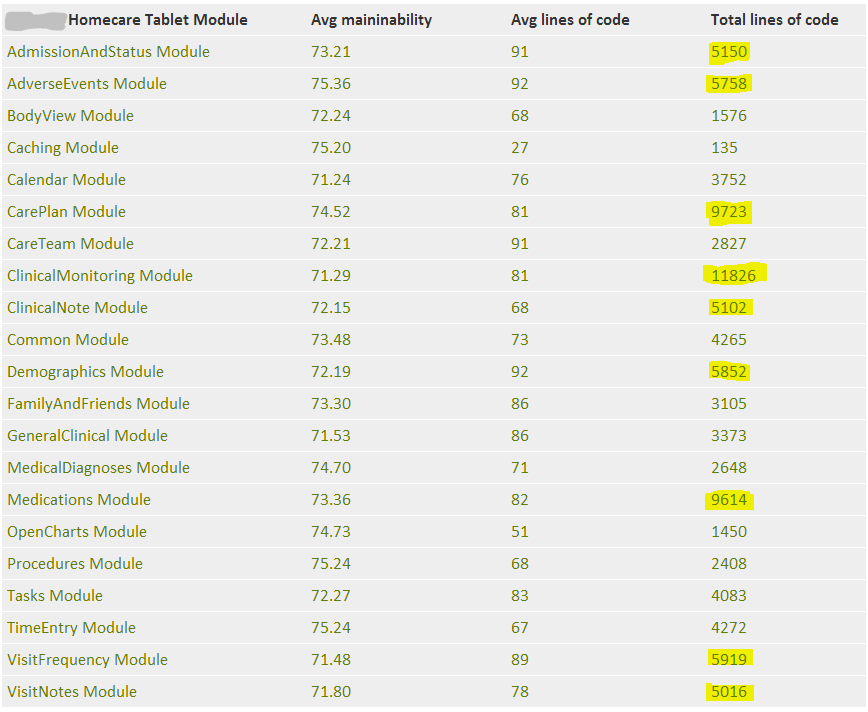 Homecare Tablet Module Avg maininability Avg lines of code Total lines of code
AdmissionAndStatus Module 73.21 91 5150
AdverseEvents Module 75.36 92 5758
BodyView Module 72.24 68 1576
Caching Module 75.20 27 135
Calendar Module 71.24 76 3752
CarePlan Module 74.52 81 9723
CareTeam Module 72.21 91 2827
ClinicalMonitoring Module 71.29 81 11826
ClinicalNote Module 72.15 68 5102
Common Module 73.48 73 4265
Demographics Module 72.19 92 5852
FamilyAndFriends Module 73.30 86 3105
GeneralClinical Module 71.53 86 3373
MedicalDiagnoses Module 74.70 71 2648
Medications Module 73.36 82 9614
OpenCharts Module 74.73 51 1450
Procedures Module 75.24 68 2408
Tasks Module 72.27 83 4083
TimeEntry Module 75.24 67 4272
VisitFrequency Module 71.48 89 5919
VisitNotes Module 71.80 78 5016